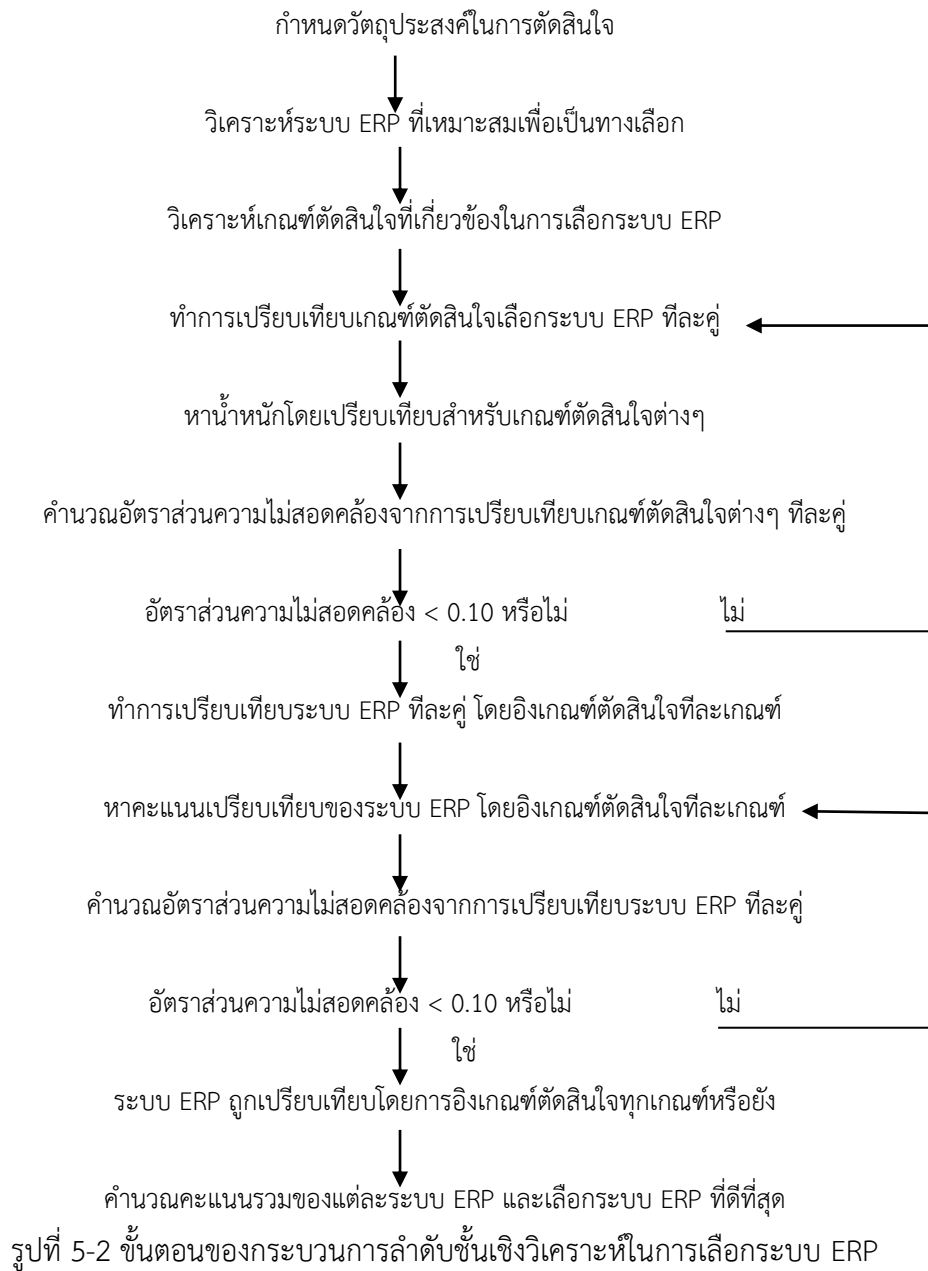 กำหนดวัตถุประสงค์ในการตัดสินใจ
วิเคราะห์ระบบ ERP ที่เหมาะสมเพื่อเป็นทางเลือก
วิเคราะห์เกณฑ์ตัดสินใจที่เกี่ยวข้องในการเลือกระบบ ERP
ทำการเปรียบเทียบเกณฑ์ตัดสินใจเลือกระบบ ERP ทีละคู่
หาน้ำหนักโดยเปรียบเทียบสำหรับเกณฑ์ตัดสินใจต่างๆ
คำนวณอัตราส่วนความไม่สอดคล้องจากการเปรียบเทียบเกณฑ์ตัดสินใจต่างๆ ทีละคู่
อัตราส่วนความไม่สอดคล้อง < 0.10 หรือไม่ ไม่
ใช่
ทำการเปรียบเทียบระบบ ERP ทีละคู่ โดยอิงเกณฑ์ตัดสินใจทีละเกณฑ์
หาคะแนนเปรียบเทียบของระบบ ERP โดยอิงเกณฑ์ตัดสินใจทีละเกณฑ์
คำนวณอัตราส่วนความไม่สอดคล้องจากการเปรียบเทียบระบบ ERP ทีละคู่
อัตราส่วนความไม่สอดคล้อง < 0.10 หรือไม่ ไม่
ใช่
ระบบ ERP ถูกเปรียบเทียบโดยการอิงเกณฑ์ตัดสินใจทุกเกณฑ์หรือยัง
คำนวณคะแนนรวมของแต่ละระบบ ERP และเลือกระบบ ERP ที่ดีที่สุด
รูปที่ 5-2 ขั้นตอนของกระบวนการลำดับชั้นเชิงวิเคราะห์ในการเลือกระบบ ERP